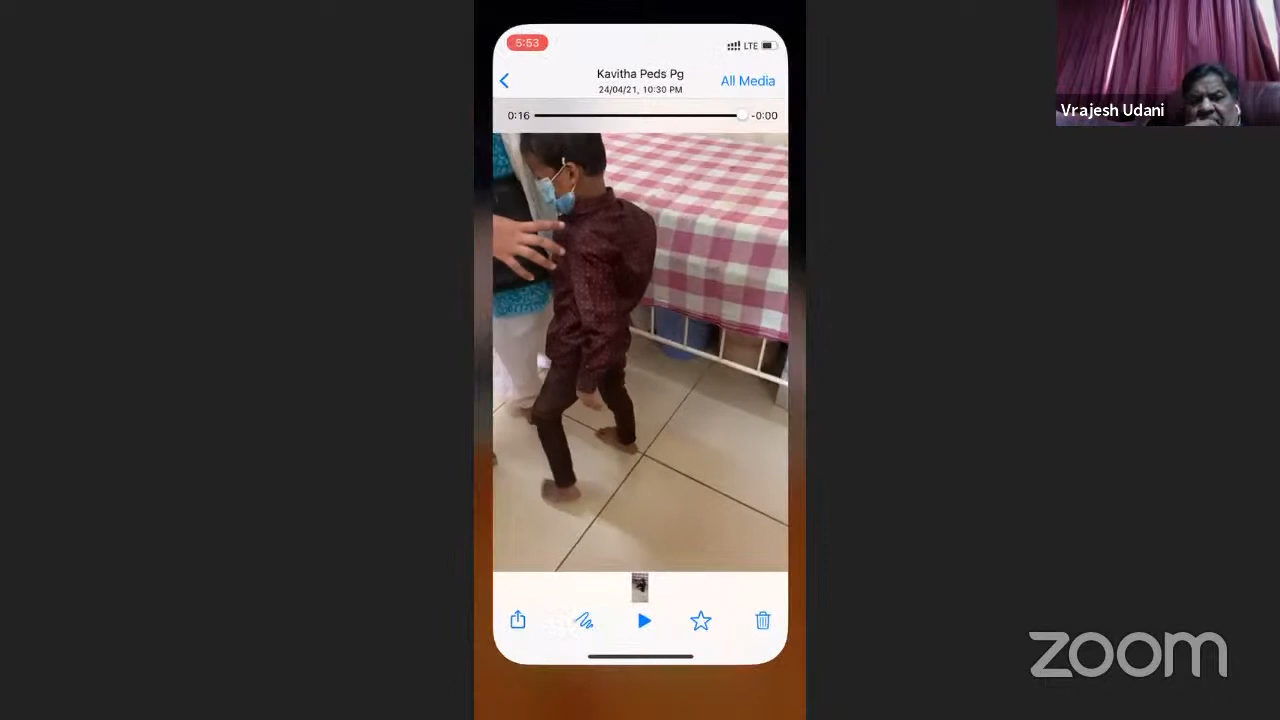 5:53
LTE
Kavitha Peds Pg
24/04/21, 10:30 PM
All Media
0:16
-0:00
Vrajesh Udani
zoom